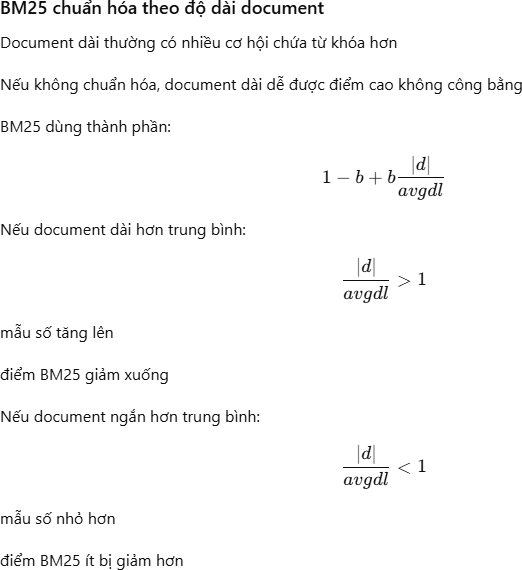 BM25 chuẩn hóa theo độ dài document
Document dài thường có nhiều cơ hội chứa từ khóa hơn
Nếu không chuẩn hóa, document dài dễ được điểm cao không công bằng
BM25 dùng thành phần:
1 − b + b |d| / avgdl
Nếu document dài hơn trung bình:
|d| / avgdl > 1
mẫu số tăng lên
điểm BM25 giảm xuống
Nếu document ngắn hơn trung bình:
|d| / avgdl < 1
mẫu số nhỏ hơn
điểm BM25 ít bị giảm hơn